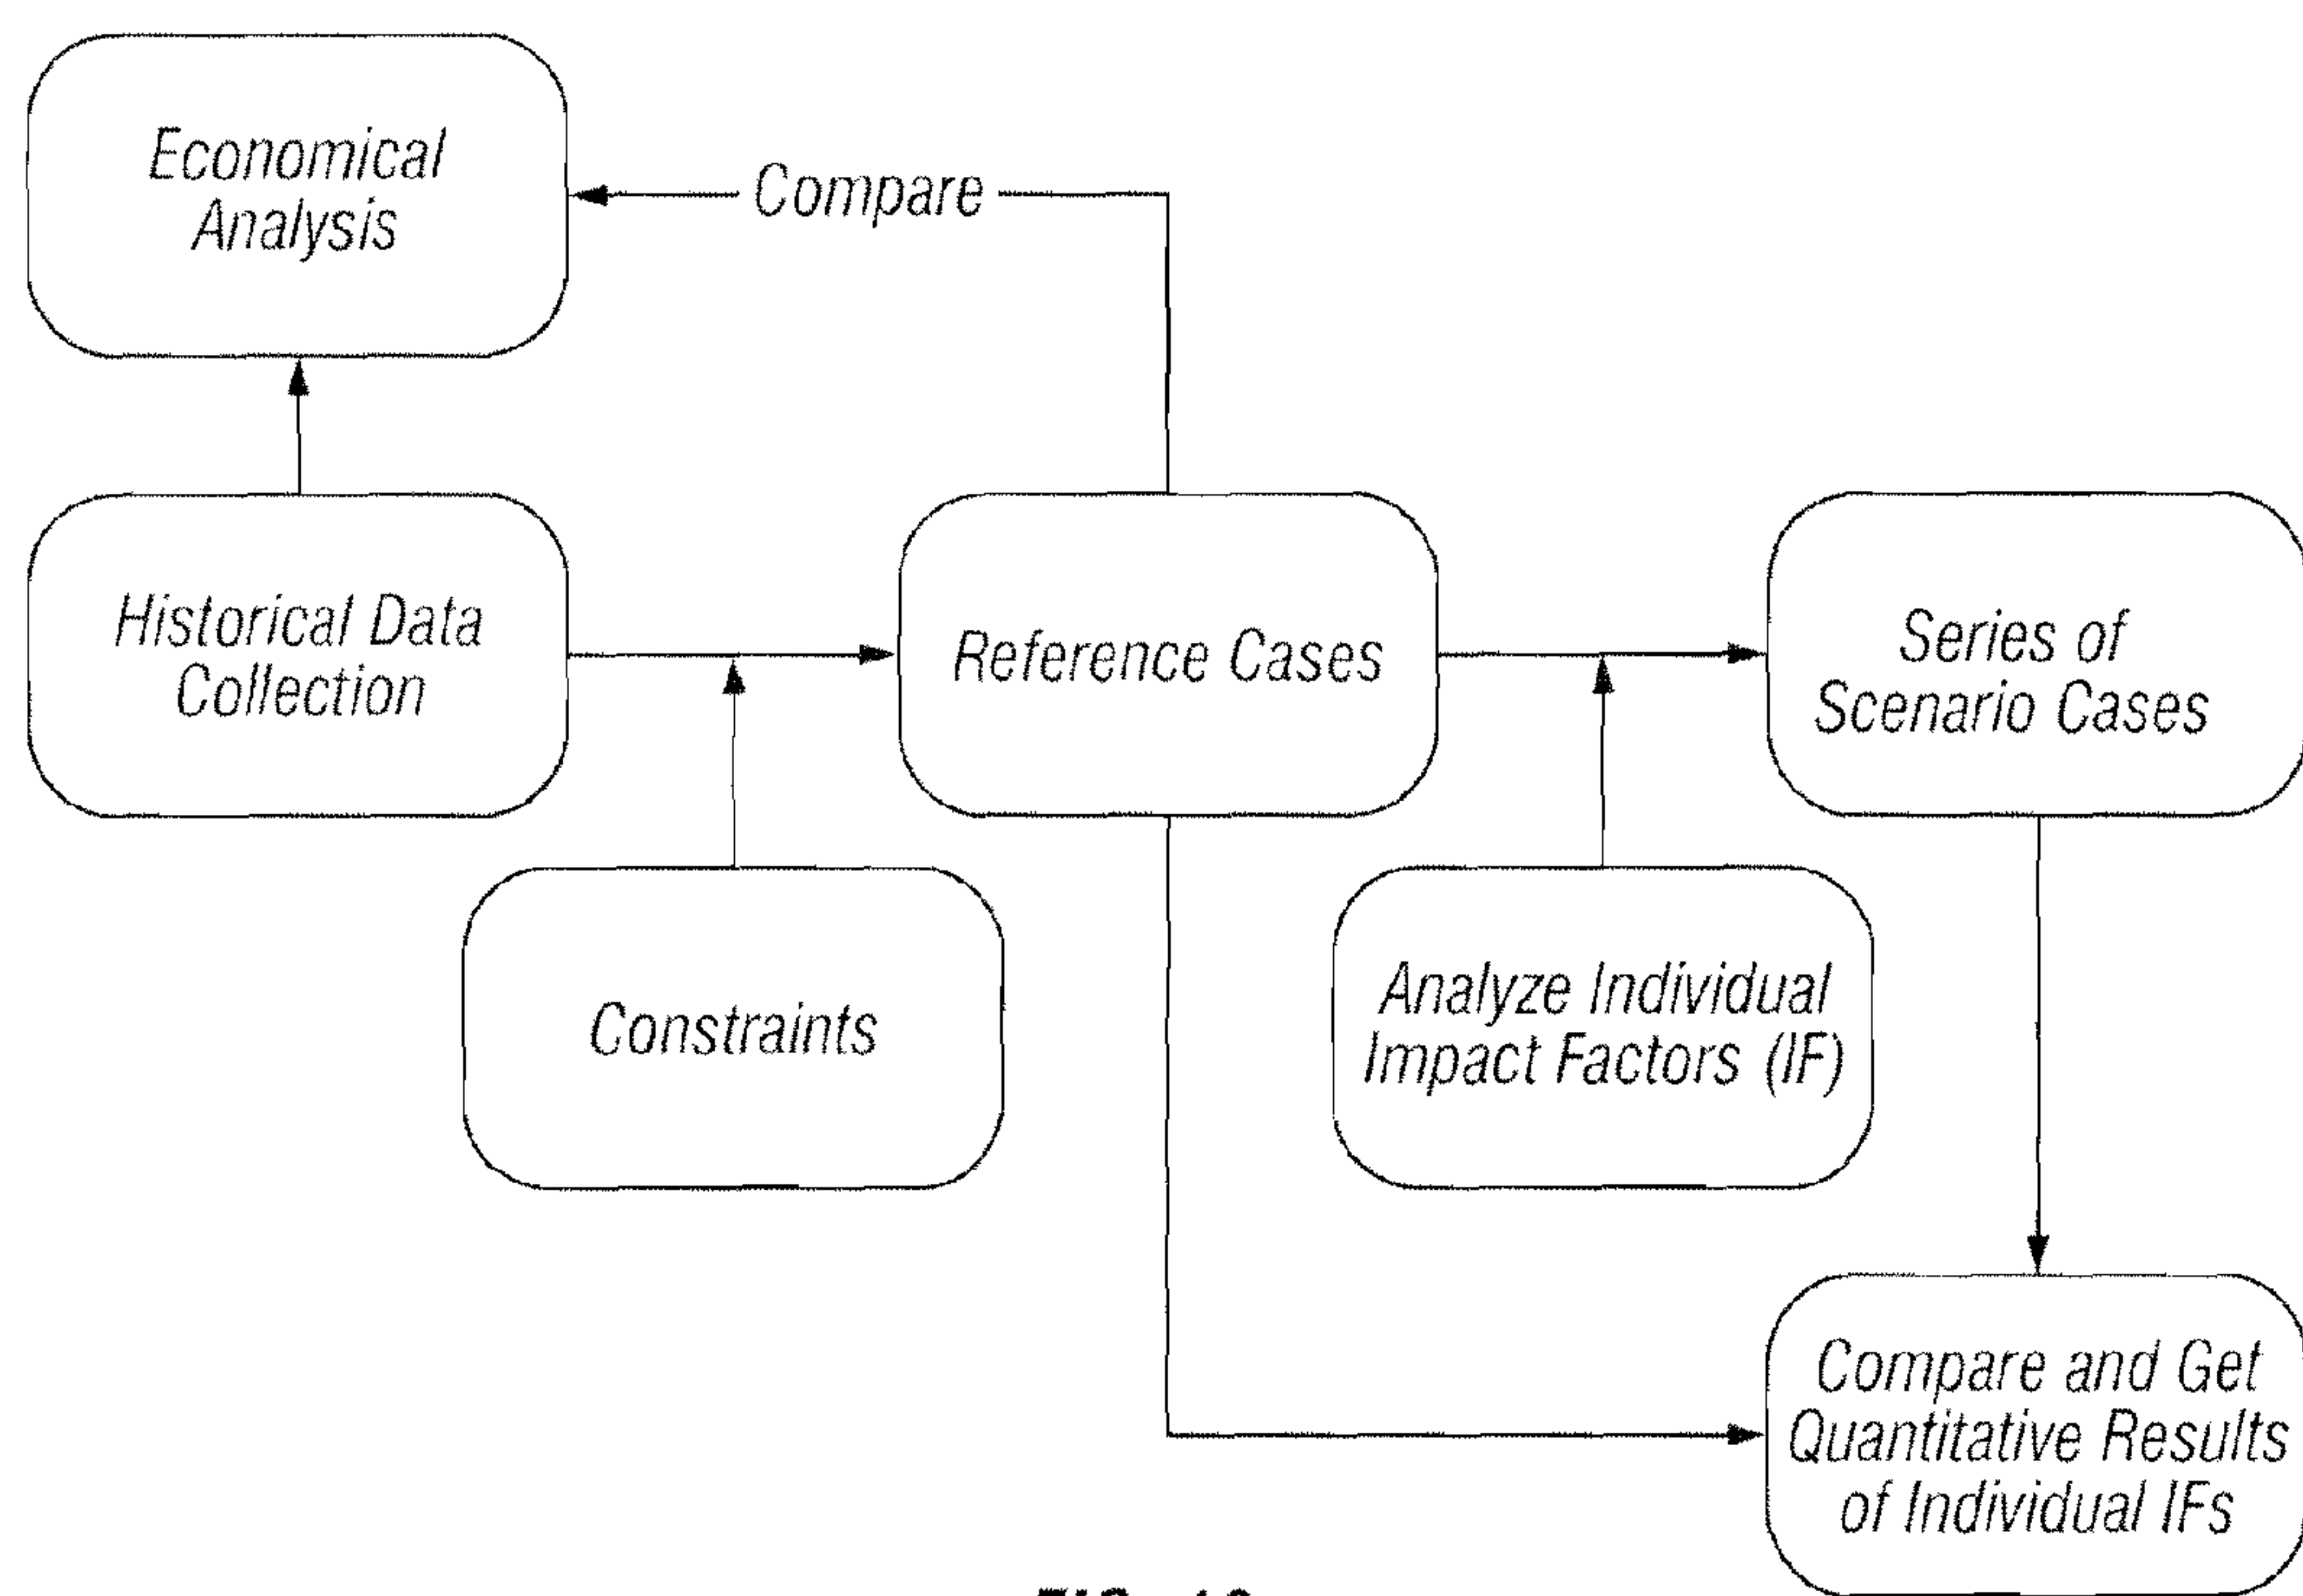 Economical
Analysis
Compare
Historical Data
Collection
Reference Cases
Series of
Scenario Cases
Constraints
Analyze Individual
Impact Factors (IF)
Compare and Get
Quantitative Results
of Individual IFs